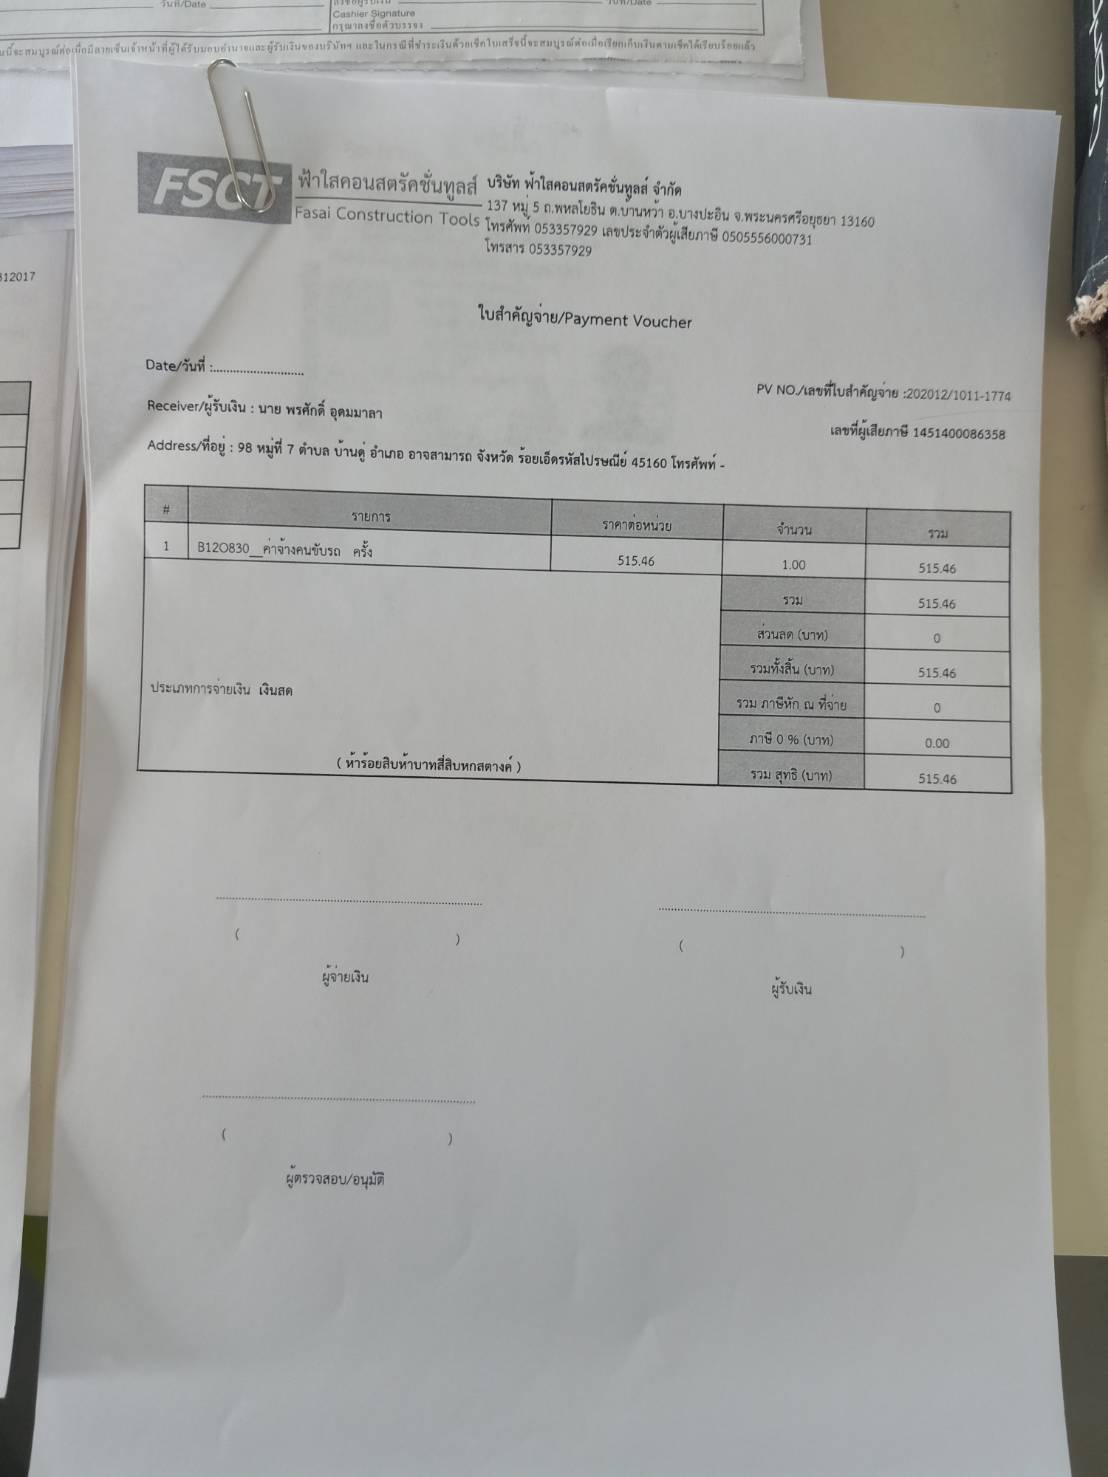 วันที่/Date
Cashier Signature
กรุณาลงชื่อตัวบรรจง
312017
FSCT
ฟ้าใสคอนสตรัคชั่นทูลส์
Fasai Construction Tools
บริษัท ฟ้าใสคอนสตรัคชั่นทูลส์ จำกัด
137 หมู่ 5 ถ.พหลโยธิน ต.บ้านหว้า อ.บางปะอิน จ.พระนครศรีอยุธยา 13160
โทรศัพท์ 053357929 เลขประจำตัวผู้เสียภาษี 0505556000731
โทรสาร 053357929
ใบสำคัญจ่าย/Payment Voucher
Date/วันที่ :............................
PV NO./เลขที่ใบสำคัญจ่าย :202012/1011-1774
Receiver/ผู้รับเงิน : นาย พรศักดิ์ อุดมมาลา
เลขที่ผู้เสียภาษี 1451400086358
Address/ที่อยู่ : 98 หมู่ที่ 7 ตำบล บ้านดู่ อำเภอ อาจสามารถ จังหวัด ร้อยเอ็ดรหัสไปรษณีย์ 45160 โทรศัพท์ -
# รายการ ราคาต่อหน่วย จำนวน รวม
1 B12O830__ค่าจ้างคนขับรถ ครั้ง 515.46 1.00 515.46
รวม 515.46
ส่วนลด (บาท) 0
รวมทั้งสิ้น (บาท) 515.46
ประเภทการจ่ายเงิน เงินสด
รวม ภาษีหัก ณ ที่จ่าย 0
ภาษี 0 % (บาท) 0.00
( ห้าร้อยสิบห้าบาทสี่สิบหกสตางค์ )
รวม สุทธิ (บาท) 515.46
( )
( )
ผู้จ่ายเงิน
ผู้รับเงิน
( )
ผู้ตรวจสอบ/อนุมัติ